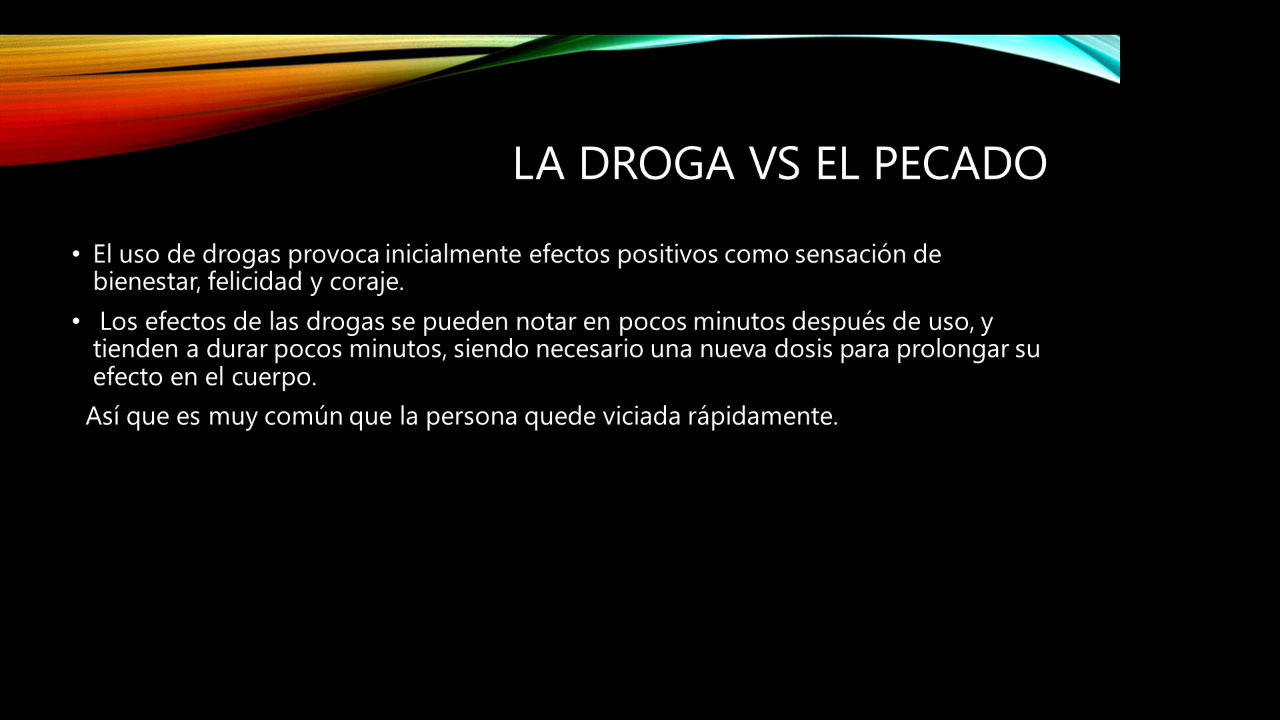 LA DROGA VS EL PECADO
• El uso de drogas provoca inicialmente efectos positivos como sensación de
bienestar, felicidad y coraje.
• Los efectos de las drogas se pueden notar en pocos minutos después de uso, y
tienden a durar pocos minutos, siendo necesario una nueva dosis para prolongar su
efecto en el cuerpo.
Así que es muy común que la persona quede viciada rápidamente.